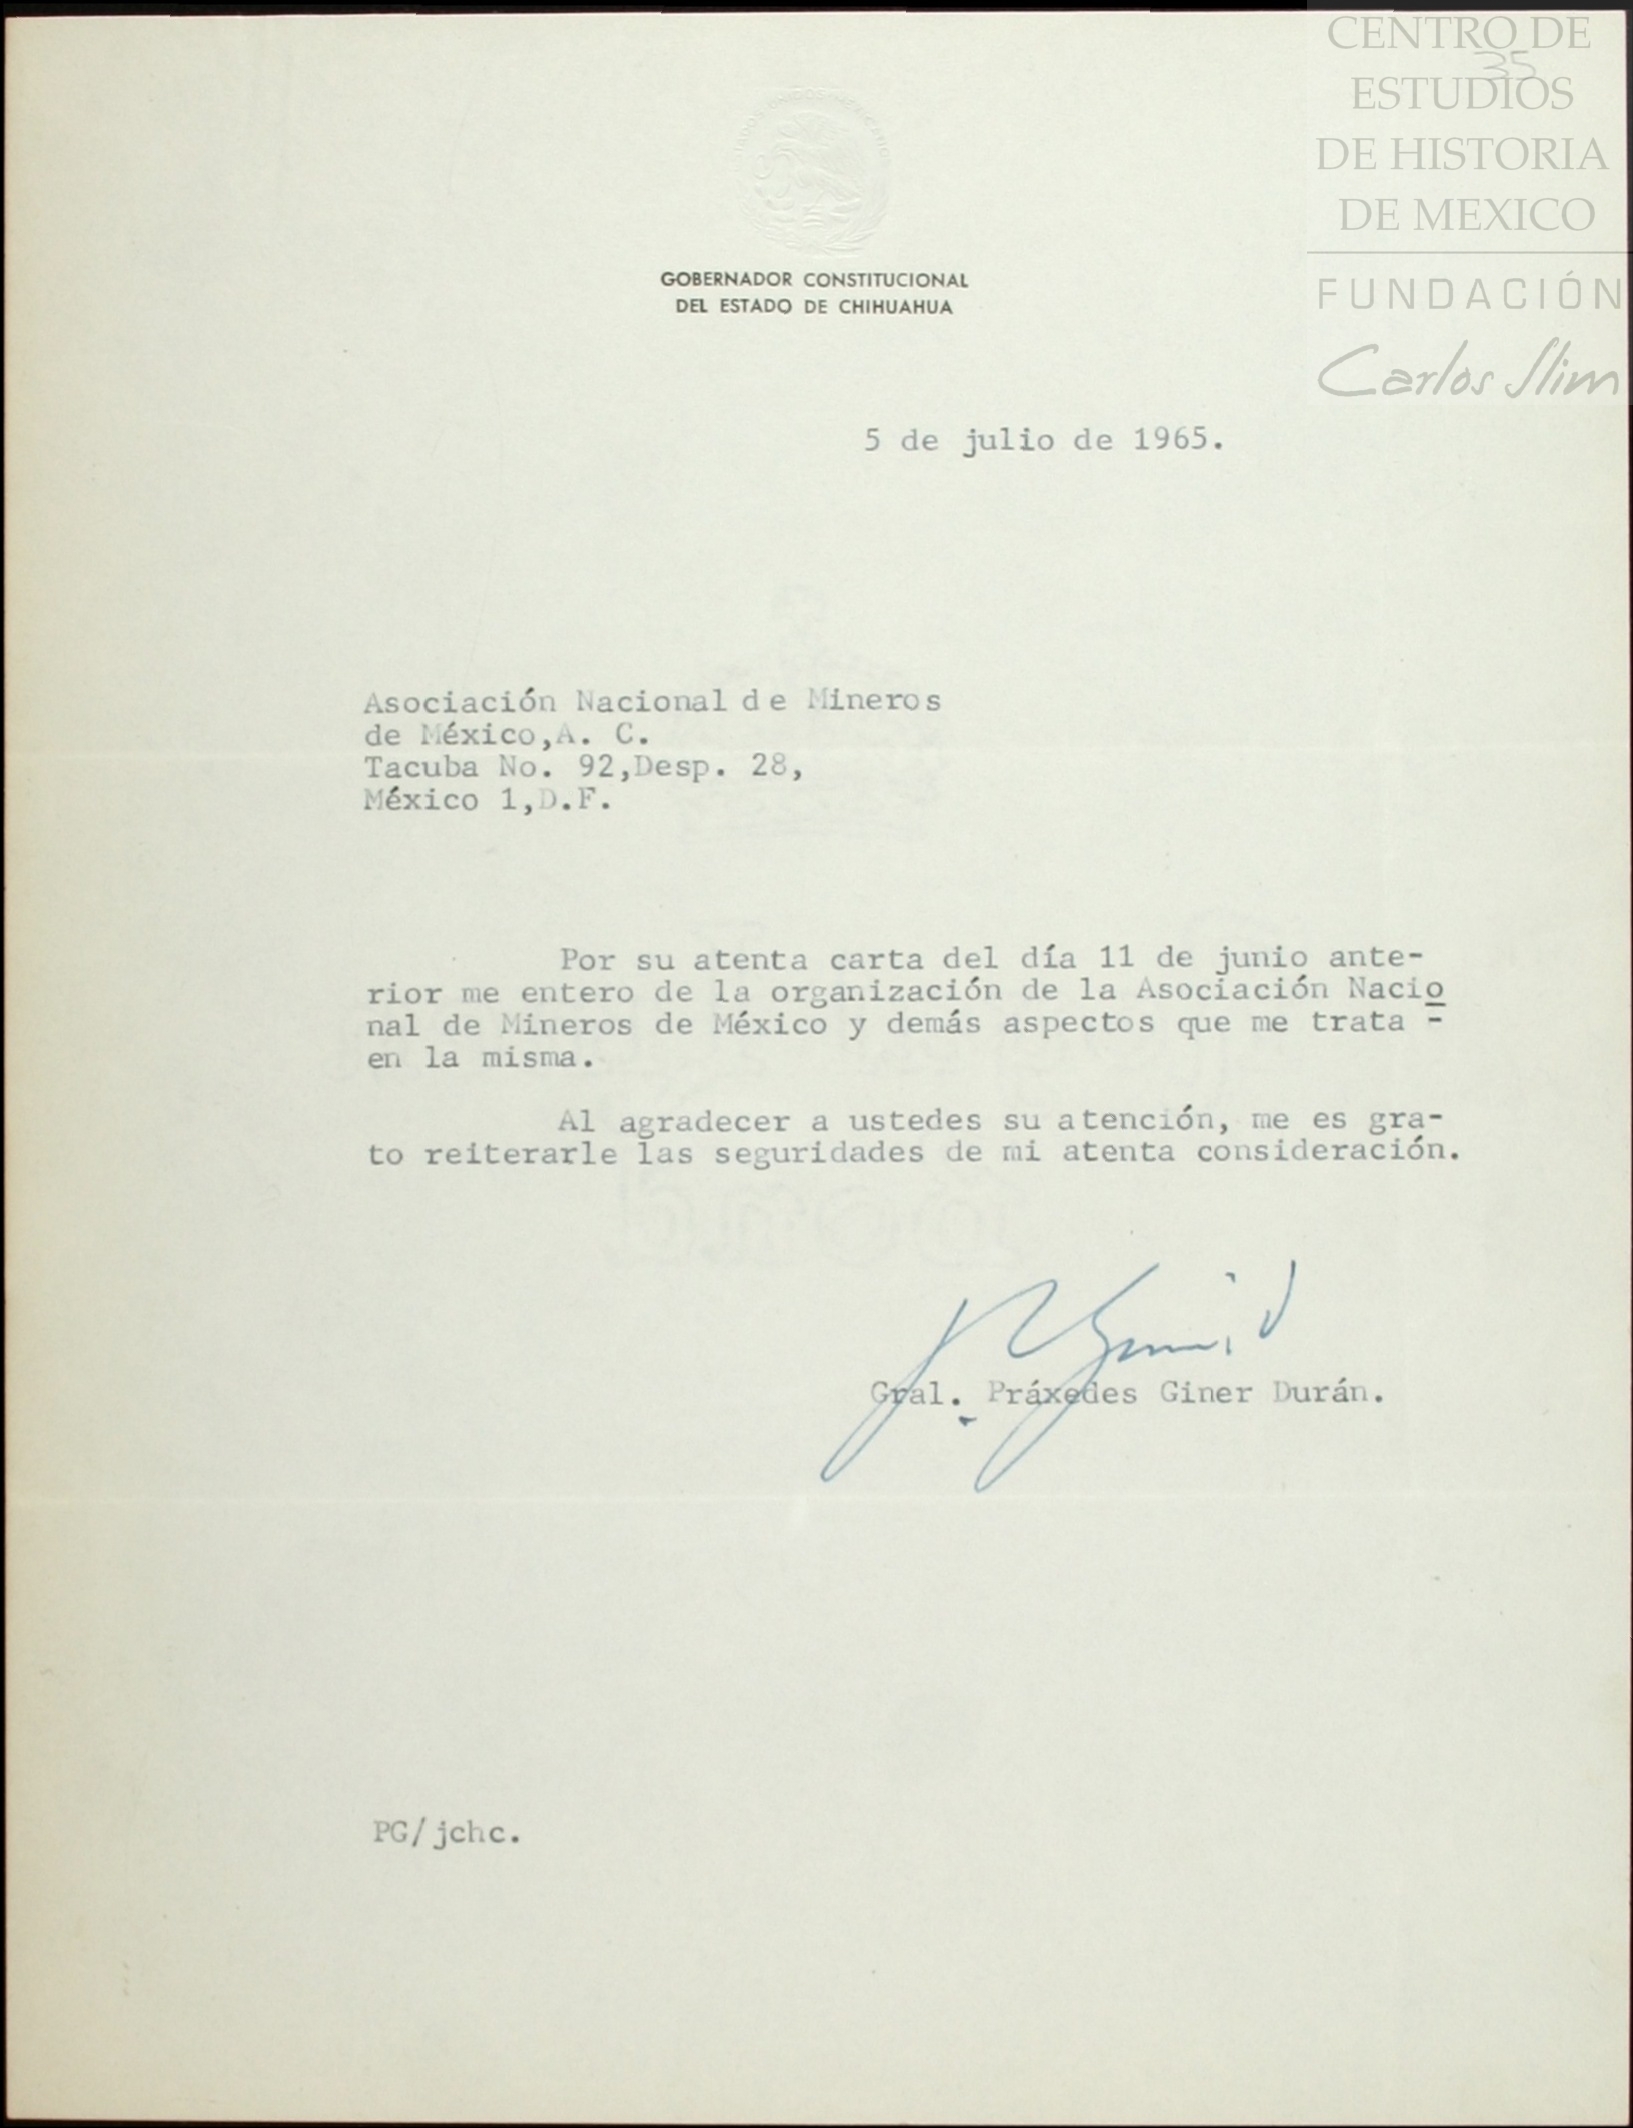 CENTRO DE
35
ESTUDIOS
DE HISTORIA
DE MEXICO
FUNDACIÓN
Carlos Slim
GOBERNADOR CONSTITUCIONAL
DEL ESTADO DE CHIHUAHUA
5 de julio de 1965.
Asociación Nacional de Mineros
de México,A. C.
Tacuba No. 92,Desp. 28,
México 1,D.F.
Por su atenta carta del día 11 de junio ante-
rior me entero de la organización de la Asociación Nacio
nal de Mineros de México y demás aspectos que me trata -
en la misma.
Al agradecer a ustedes su atención, me es gra-
to reiterarle las seguridades de mi atenta consideración.
Gral. Práxedes Giner Durán.
PG/jchc.